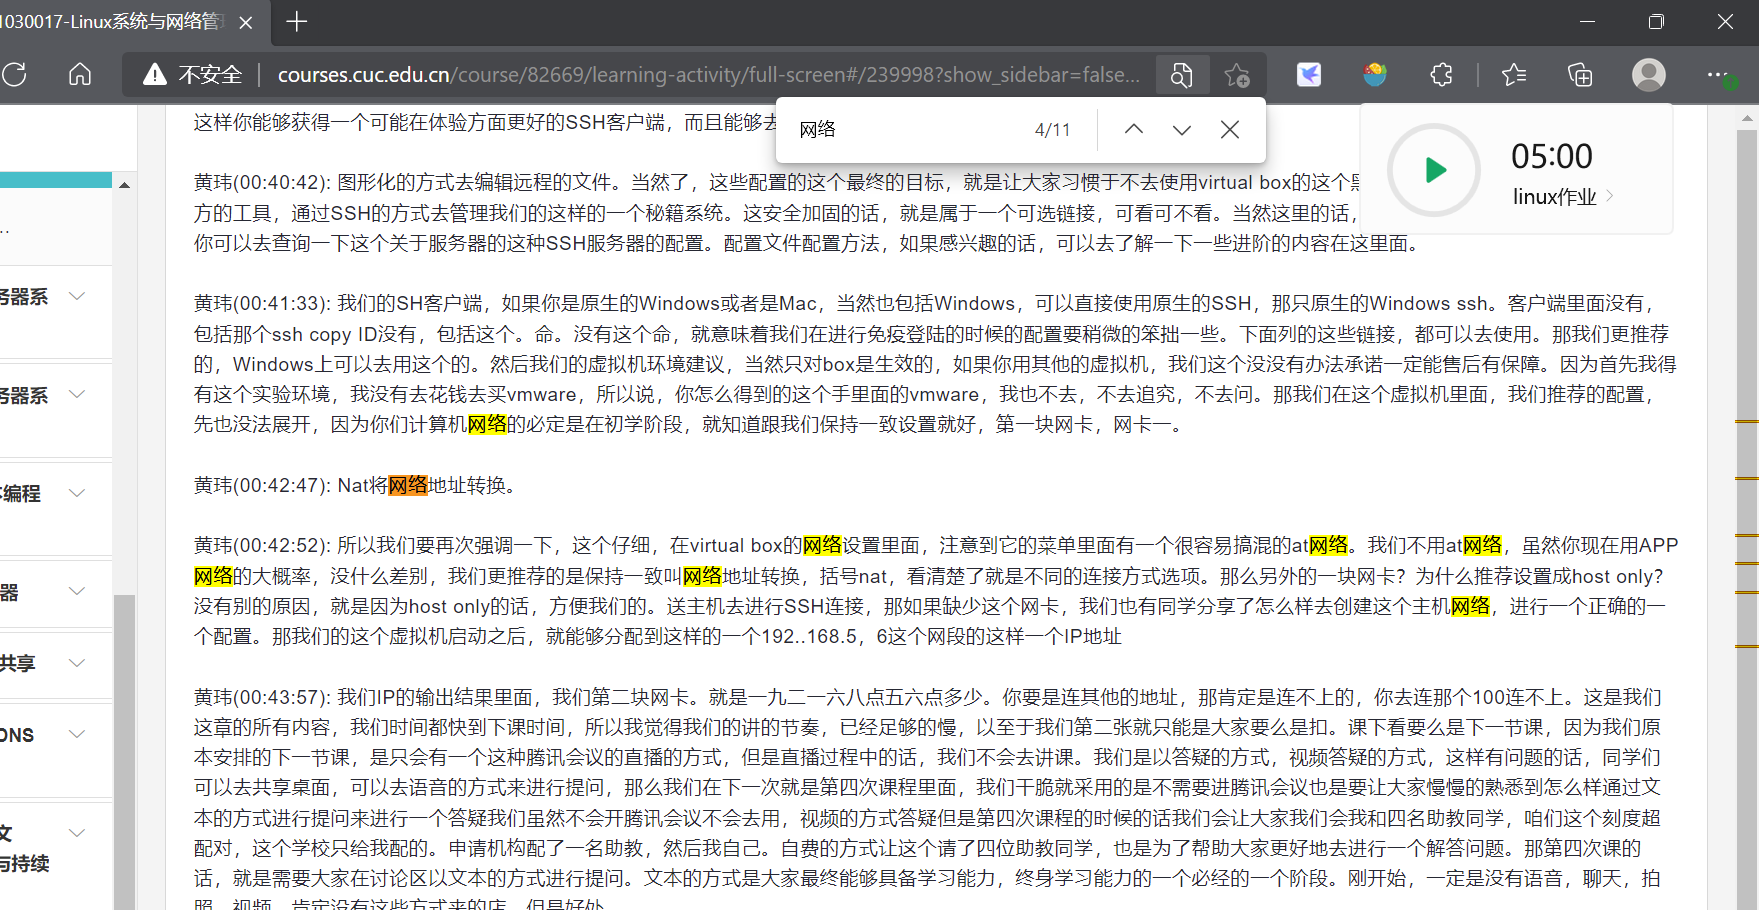 1030017-Linux系统与网络管
不安全
courses.cuc.edu.cn/course/82669/learning-activity/full-screen#/239998?show_sidebar=false...
网络
4/11
05:00
linux作业
..
务器系
务器系
编程
器
共享
ONS
文
与持续
这样你能够获得一个可能在体验方面更好的SSH客户端，而且能够去
黄玮(00:40:42): 图形化的方式去编辑远程的文件。当然了，这些配置的这个最终的目标，就是让大家习惯于不去使用virtual box的这个黑
方的工具，通过SSH的方式去管理我们的这样的一个秘籍系统。这安全加固的话，就是属于一个可选链接，可看可不看。当然这里的话，
你可以去查询一下这个关于服务器的这种SSH服务器的配置。配置文件配置方法，如果感兴趣的话，可以去了解一下一些进阶的内容在这里面。
黄玮(00:41:33): 我们的SH客户端，如果你是原生的Windows或者是Mac，当然也包括Windows，可以直接使用原生的SSH，那只原生的Windows ssh。客户端里面没有，
包括那个ssh copy ID没有，包括这个。命。没有这个命，就意味着我们在进行免疫登陆的时候的配置要稍微的笨拙一些。下面列的这些链接，都可以去使用。那我们更推荐
的，Windows上可以去用这个的。然后我们的虚拟机环境建议，当然只对box是生效的，如果你用其他的虚拟机，我们这个没没有办法承诺一定能售后有保障。因为首先我得
有这个实验环境，我没有去花钱去买vmware，所以说，你怎么得到的这个手里面的vmware，我也不去，不去追究，不去问。那我们在这个虚拟机里面，我们推荐的配置，
先也没法展开，因为你们计算机网络的必定是在初学阶段，就知道跟我们保持一致设置就好，第一块网卡，网卡一。
黄玮(00:42:47): Nat将网络地址转换。
黄玮(00:42:52): 所以我们要再次强调一下，这个仔细，在virtual box的网络设置里面，注意到它的菜单里面有一个很容易搞混的at网络。我们不用at网络，虽然你现在用APP
网络的大概率，没什么差别，我们更推荐的是保持一致叫网络地址转换，括号nat，看清楚了就是不同的连接方式选项。那么另外的一块网卡？为什么推荐设置成host only？
没有别的原因，就是因为host only的话，方便我们的。送主机去进行SSH连接，那如果缺少这个网卡，我们也有同学分享了怎么样去创建这个主机网络，进行一个正确的一
个配置。那我们的这个虚拟机启动之后，就能够分配到这样的一个192..168.5，6这个网段的这样一个IP地址
黄玮(00:43:57): 我们IP的输出结果里面，我们第二块网卡。就是一九二一六八点五六点多少。你要是连其他的地址，那肯定是连不上的，你去连那个100连不上。这是我们
这章的所有内容，我们时间都快到下课时间，所以我觉得我们的讲的节奏，已经足够的慢，以至于我们第二张就只能是大家要么是扣。课下看要么是下一节课，因为我们原
本安排的下一节课，是只会有一个这种腾讯会议的直播的方式，但是直播过程中的话，我们不会去讲课。我们是以答疑的方式，视频答疑的方式，这样有问题的话，同学们
可以去共享桌面，可以去语音的方式来进行提问，那么我们在下一次就是第四次课程里面，我们干脆就采用的是不需要进腾讯会议也是要让大家慢慢的熟悉到怎么样通过文
本的方式进行提问来进行一个答疑我们虽然不会开腾讯会议不会去用，视频的方式答疑但是第四次课程的时候的话我们会让大家我们会我和四名助教同学，咱们这个刻度超
配对，这个学校只给我配的。申请机构配了一名助教，然后我自己。自费的方式让这个请了四位助教同学，也是为了帮助大家更好地去进行一个解答问题。那第四次课的
话，就是需要大家在讨论区以文本的方式进行提问。文本的方式是大家最终能够具备学习能力，终身学习能力的一个必经的一个阶段。刚开始，一定是没有语音，聊天，拍
照，视频，肯定没有这些方式来的店，但是好处